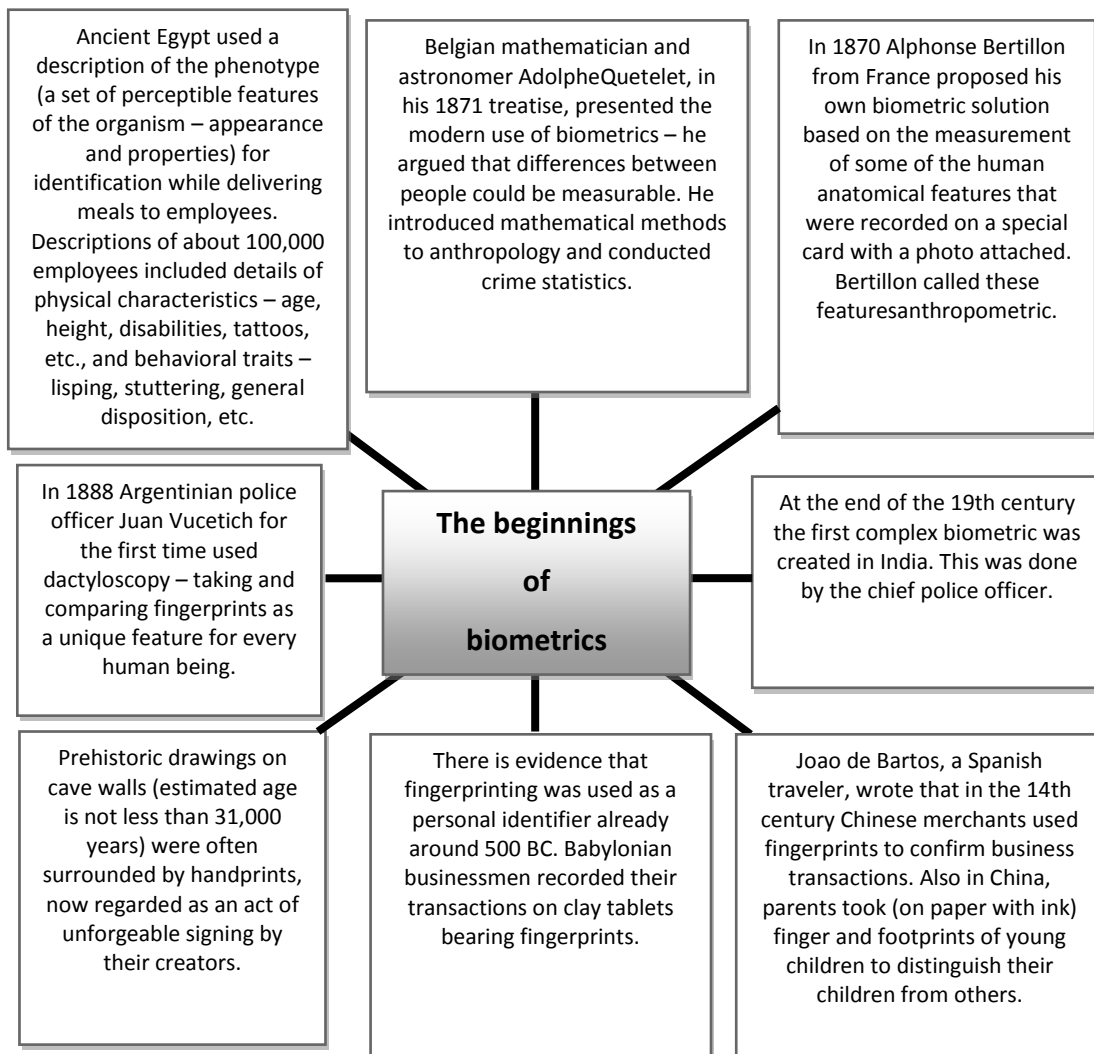 Ancient Egypt used a
description of the phenotype
(a set of perceptible features
of the organism – appearance
and properties) for
identification while delivering
meals to employees.
Descriptions of about 100,000
employees included details of
physical characteristics – age,
height, disabilities, tattoos,
etc., and behavioral traits –
lisping, stuttering, general
disposition, etc.
Belgian mathematician and
astronomer AdolpheQuetelet, in
his 1871 treatise, presented the
modern use of biometrics – he
argued that differences between
people could be measurable. He
introduced mathematical methods
to anthropology and conducted
crime statistics.
In 1870 Alphonse Bertillon
from France proposed his
own biometric solution
based on the measurement
of some of the human
anatomical features that
were recorded on a special
card with a photo attached.
Bertillon called these
featuresanthropometric.
In 1888 Argentinian police
officer Juan Vucetich for
the first time used
dactyloscopy – taking and
comparing fingerprints as
a unique feature for every
human being.
The beginnings
of
biometrics
At the end of the 19th century
the first complex biometric was
created in India. This was done
by the chief police officer.
Prehistoric drawings on
cave walls (estimated age
is not less than 31,000
years) were often
surrounded by handprints,
now regarded as an act of
unforgeable signing by
their creators.
There is evidence that
fingerprinting was used as a
personal identifier already
around 500 BC. Babylonian
businessmen recorded their
transactions on clay tablets
bearing fingerprints.
Joao de Bartos, a Spanish
traveler, wrote that in the 14th
century Chinese merchants used
fingerprints to confirm business
transactions. Also in China,
parents took (on paper with ink)
finger and footprints of young
children to distinguish their
children from others.